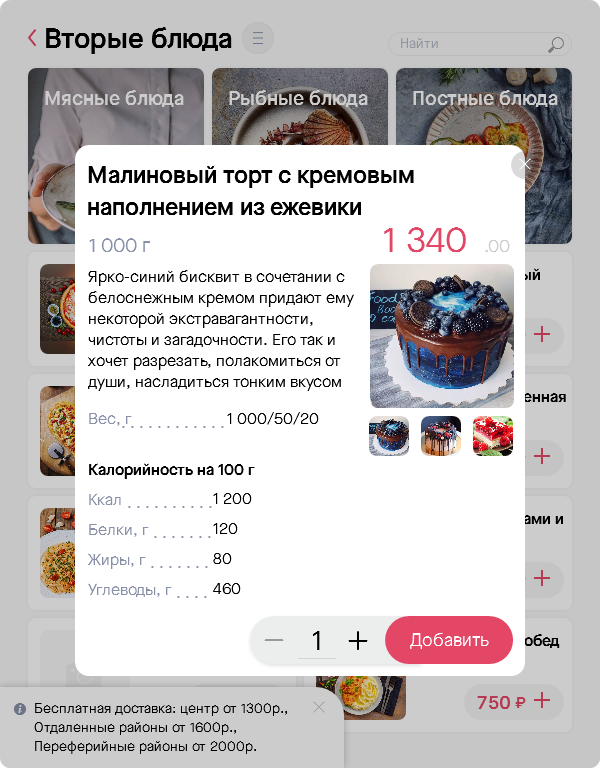 Вторые блюда
Найти
Мясные блюда
Рыбные блюда
Постные блюда
Малиновый торт с кремовым
наполнением из ежевики
1 000 г
1 340 .00
Ярко-синий бисквит в сочетании с
белоснежным кремом придают ему
некоторой экстравагантности,
чистоты и загадочности. Его так и
хочет разрезать, полакомиться от
души, насладиться тонким вкусом
Вес, г 1 000/50/20
Калорийность на 100 г
Ккал 1 200
Белки, г 120
Жиры, г 80
Углеводы, г 460
1
Добавить
ый
енная
ами и
обед
750 ₽
Бесплатная доставка: центр от 1300р.,
Отдаленные районы от 1600р.,
Переферийные районы от 2000р.